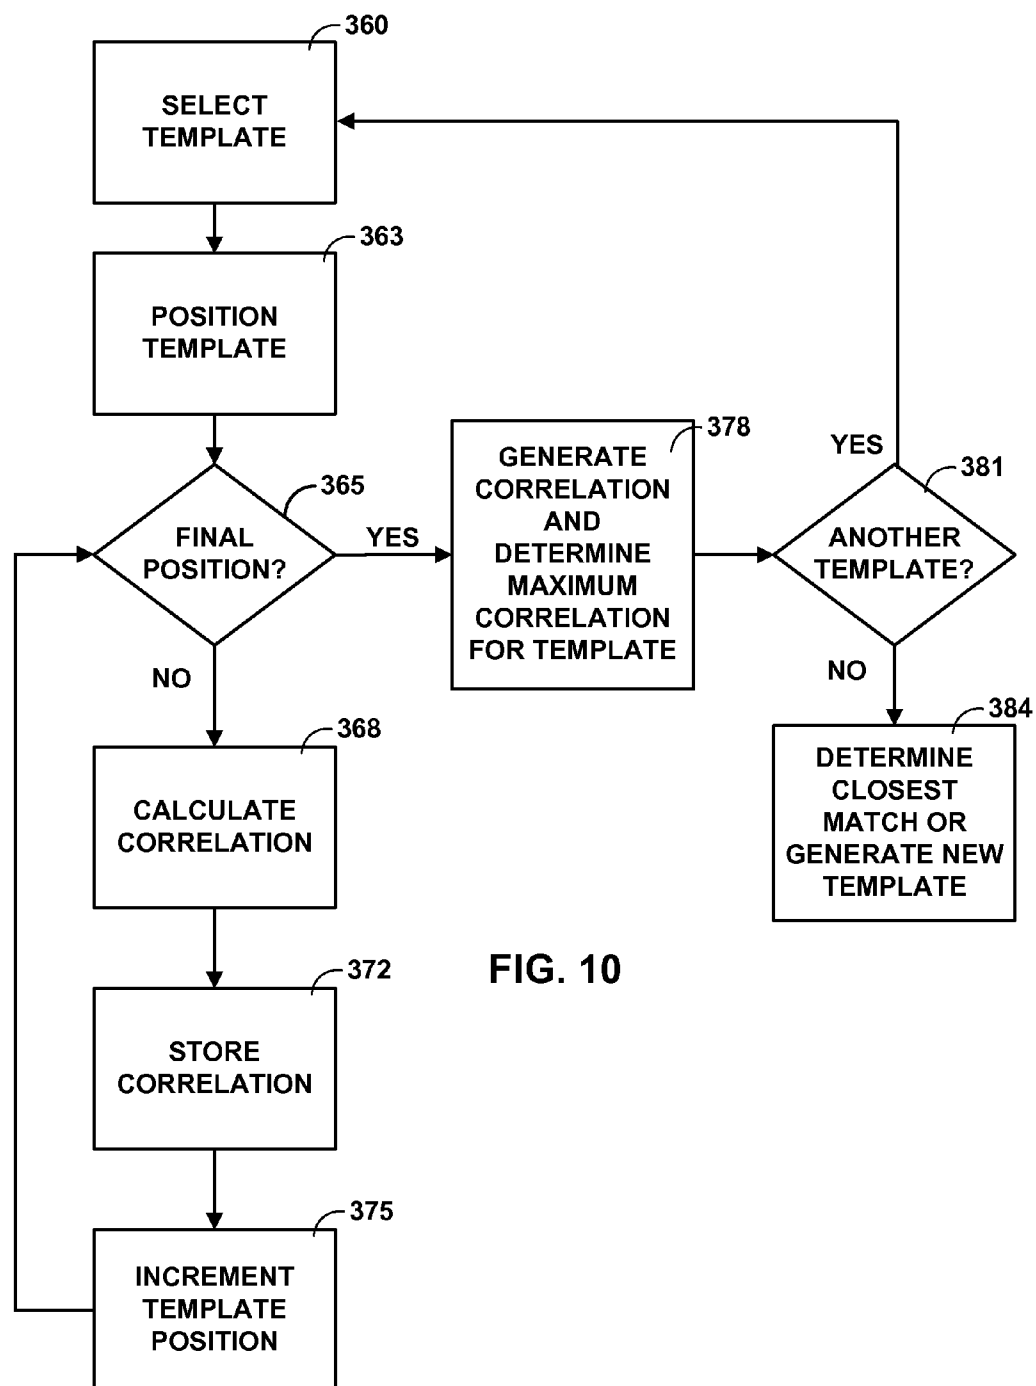 360
SELECT
TEMPLATE
363
POSITION
TEMPLATE
365
FINAL
POSITION?
YES
NO
378
GENERATE
CORRELATION
AND
DETERMINE
MAXIMUM
CORRELATION
FOR TEMPLATE
YES
381
ANOTHER
TEMPLATE?
NO
384
DETERMINE
CLOSEST
MATCH OR
GENERATE NEW
TEMPLATE
368
CALCULATE
CORRELATION
372
STORE
CORRELATION
375
INCREMENT
TEMPLATE
POSITION
FIG. 10